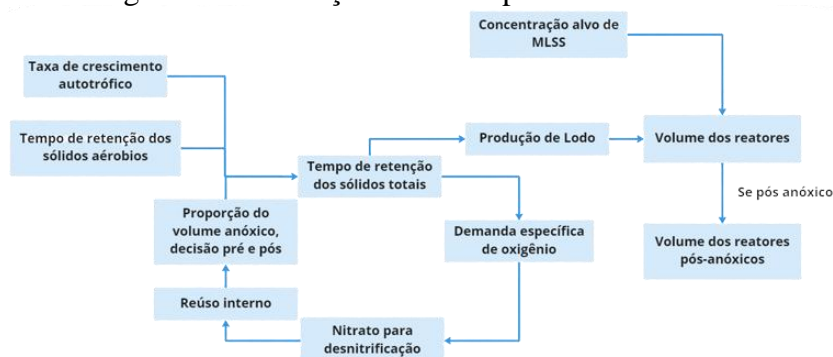 Concentração alvo de
MLSS
Taxa de crescimento
autotrófico
Tempo de retenção dos
sólidos aérobios
Produção de Lodo
Volume dos reatores
Tempo de retenção
dos sólidos totais
Se pós anóxico
Proporção do
volume anóxico,
decisão pré e pós
Demanda específica
de oxigênio
Volume dos reatores
pós-anóxicos
Reúso interno
Nitrato para
desnitrificação